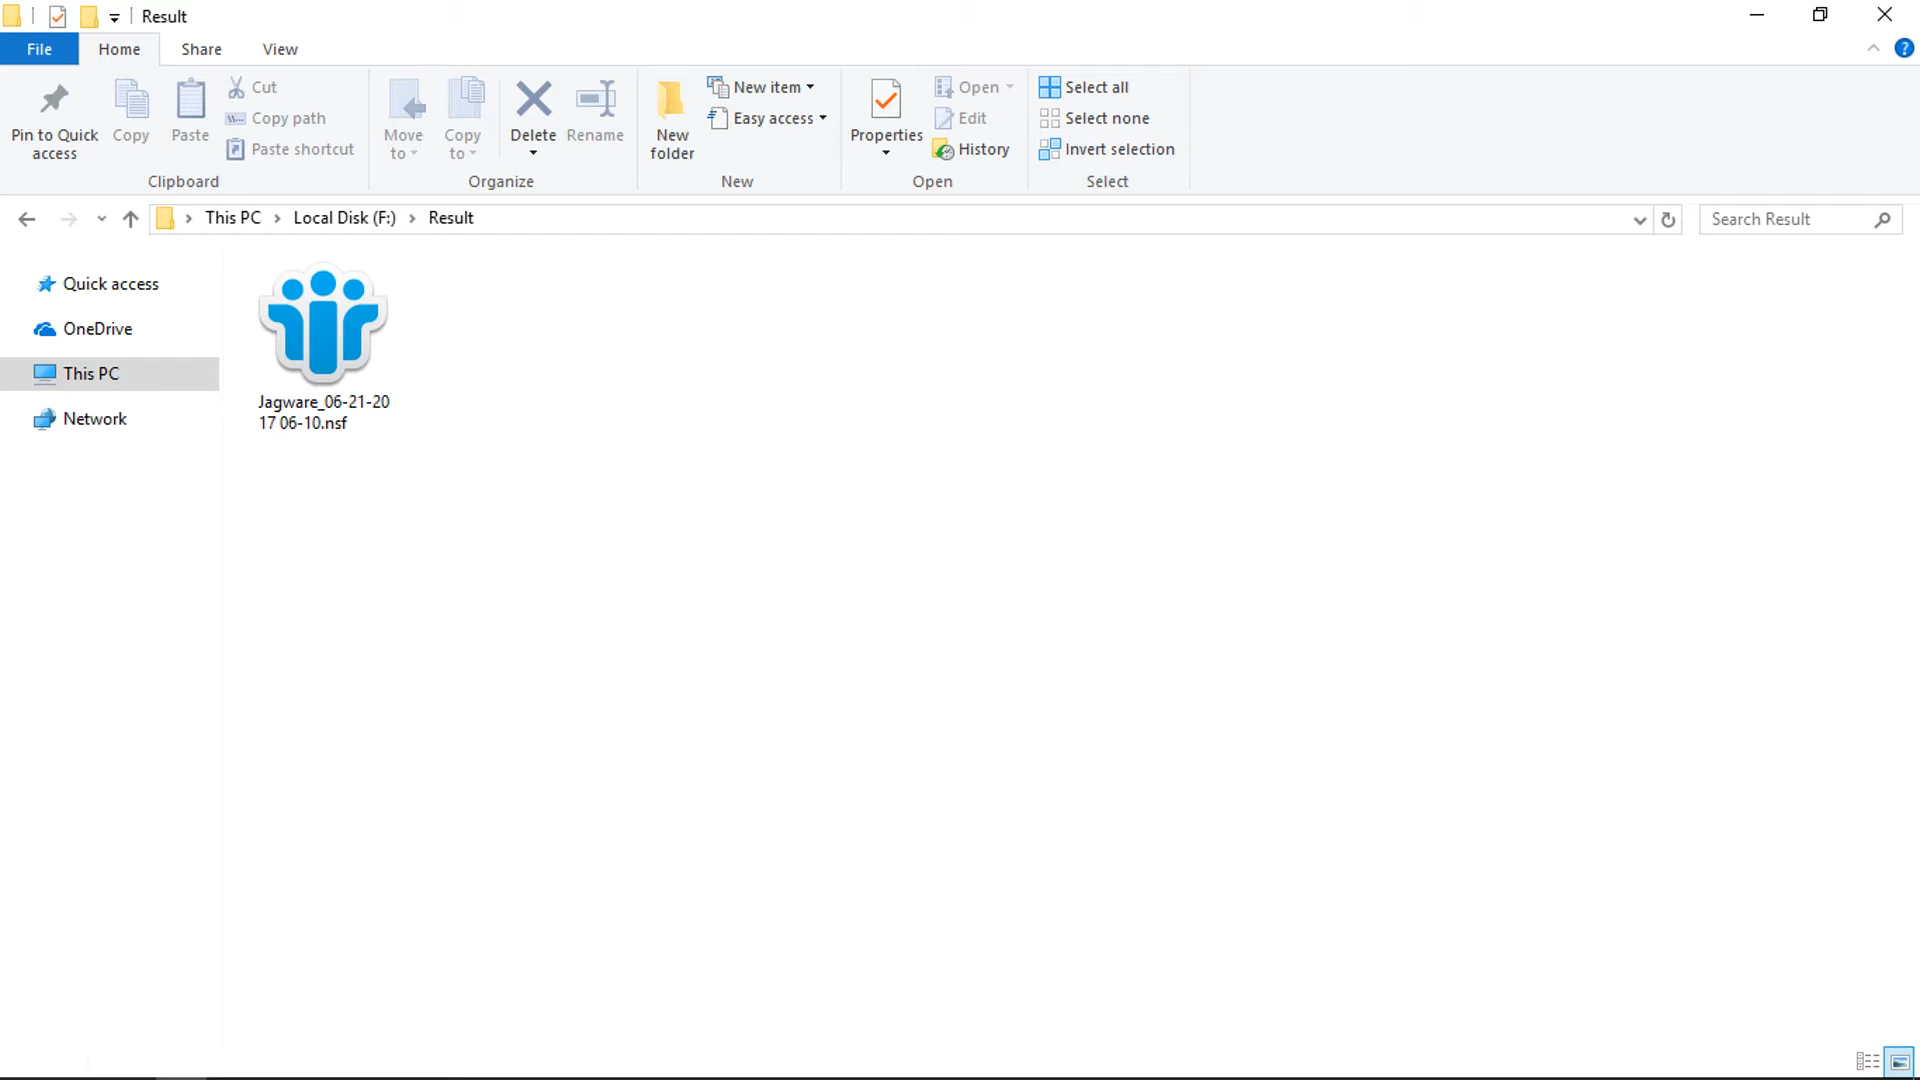 Result
File
Home
Share
View
Pin to Quick
access
Copy
Paste
Cut
Copy path
Paste shortcut
Clipboard
Move
to
Copy
to
Delete
Rename
Organize
New
folder
New item
Easy access
New
Properties
Open
Edit
History
Open
Select all
Select none
Invert selection
Select
This PC
Local Disk (F:)
Result
Search Result
Quick access
OneDrive
This PC
Network
Jagware_06-21-20
17 06-10.nsf